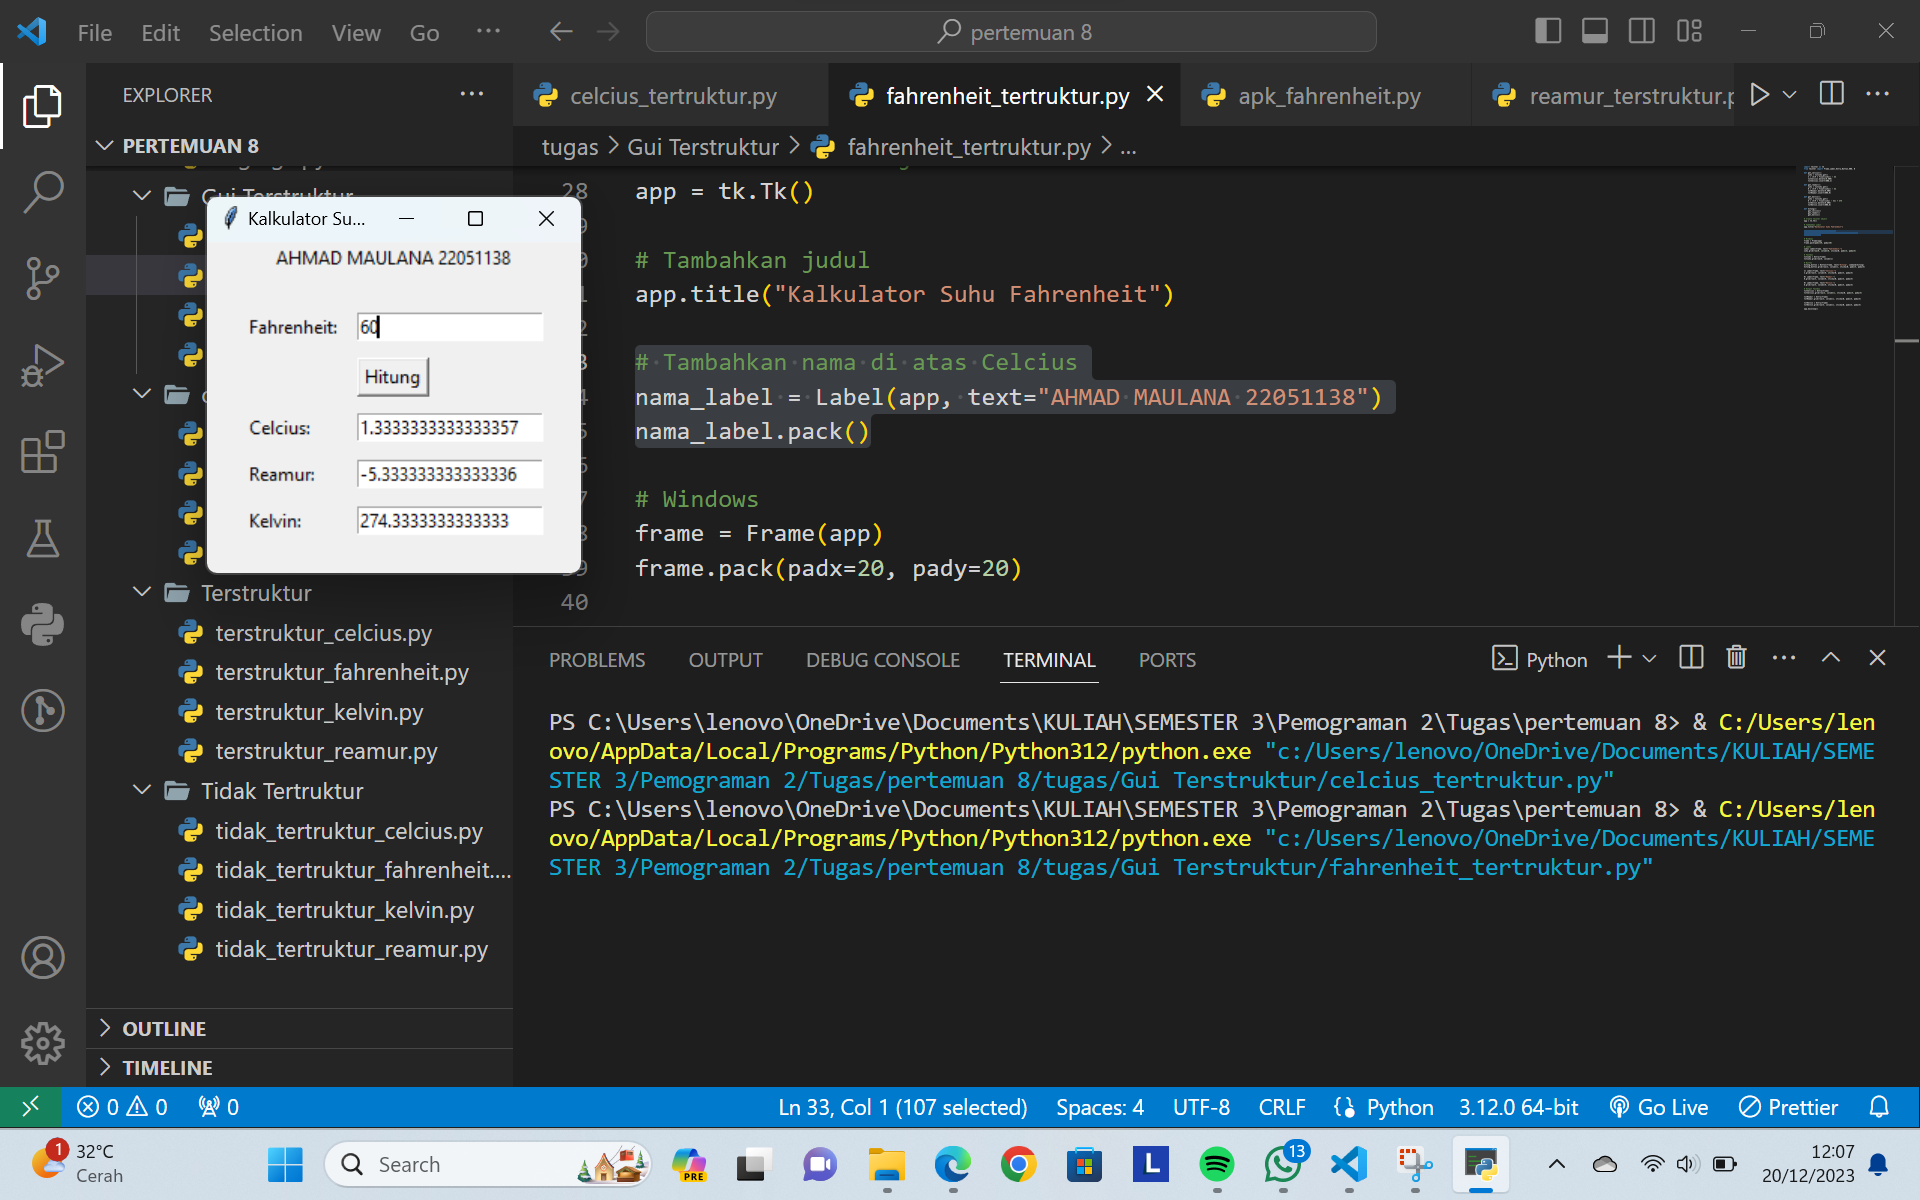 File Edit Selection View Go ... pertemuan 8
EXPLORER ...
PERTEMUAN 8
Gui Terstruktur
Terstruktur
terstruktur_celcius.py
terstruktur_fahrenheit.py
terstruktur_kelvin.py
terstruktur_reamur.py
Tidak Tertruktur
tidak_tertruktur_celcius.py
tidak_tertruktur_fahrenheit....
tidak_tertruktur_kelvin.py
tidak_tertruktur_reamur.py
OUTLINE
TIMELINE
Kalkulator Su...
AHMAD MAULANA 22051138
Fahrenheit: 60
Hitung
Celcius: 1.3333333333333357
Reamur: -5.333333333333336
Kelvin: 274.3333333333333
celcius_tertruktur.py fahrenheit_tertruktur.py apk_fahrenheit.py reamur_terstruktur.p
tugas > Gui Terstruktur > fahrenheit_tertruktur.py > ...
28 app = tk.Tk()
# Tambahkan judul
app.title("Kalkulator Suhu Fahrenheit")
# Tambahkan nama di atas Celcius
nama_label = Label(app, text="AHMAD MAULANA 22051138")
nama_label.pack()
# Windows
frame = Frame(app)
frame.pack(padx=20, pady=20)
40
PROBLEMS OUTPUT DEBUG CONSOLE TERMINAL PORTS Python
PS C:\Users\lenovo\OneDrive\Documents\KULIAH\SEMESTER 3\Pemograman 2\Tugas\pertemuan 8> & C:/Users/len
ovo/AppData/Local/Programs/Python/Python312/python.exe "c:/Users/lenovo/OneDrive/Documents/KULIAH/SEME
STER 3/Pemograman 2/Tugas/pertemuan 8/tugas/Gui Terstruktur/celcius_tertruktur.py"
PS C:\Users\lenovo\OneDrive\Documents\KULIAH\SEMESTER 3\Pemograman 2\Tugas\pertemuan 8> & C:/Users/len
ovo/AppData/Local/Programs/Python/Python312/python.exe "c:/Users/lenovo/OneDrive/Documents/KULIAH/SEME
STER 3/Pemograman 2/Tugas/pertemuan 8/tugas/Gui Terstruktur/fahrenheit_tertruktur.py"
0 0 0 Ln 33, Col 1 (107 selected) Spaces: 4 UTF-8 CRLF Python 3.12.0 64-bit Go Live Prettier
1 32°C
Cerah
Search
PRE
L
13
12:07
20/12/2023